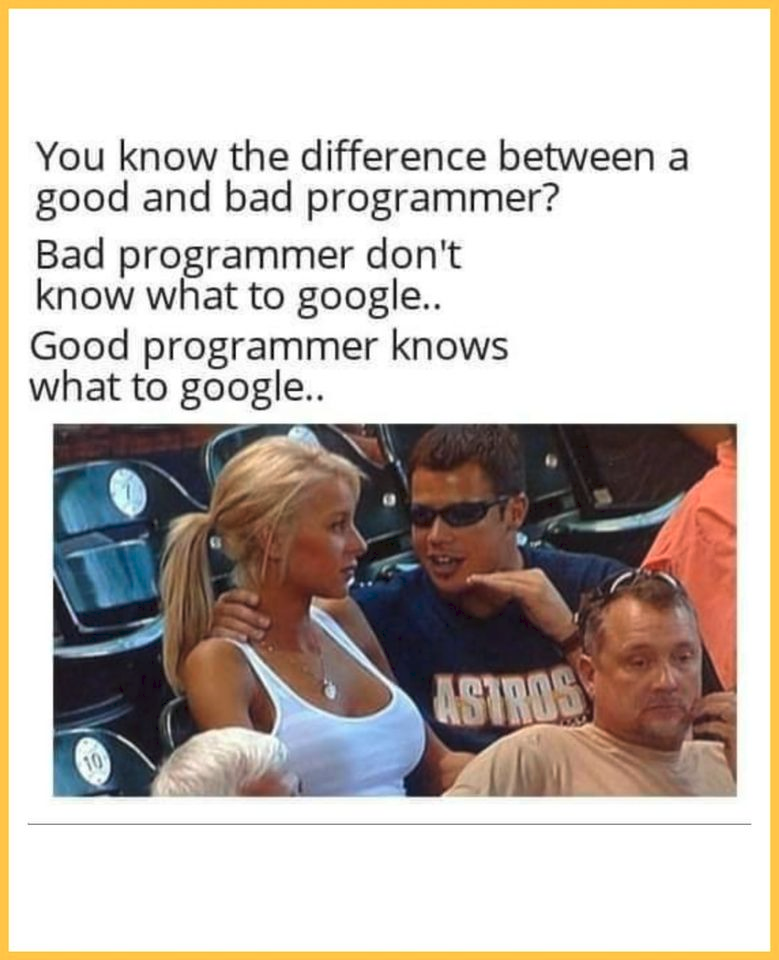 You know the difference between a
good and bad programmer?
Bad programmer don't
know what to google..
Good programmer knows
what to google..
1
ASTROS
10